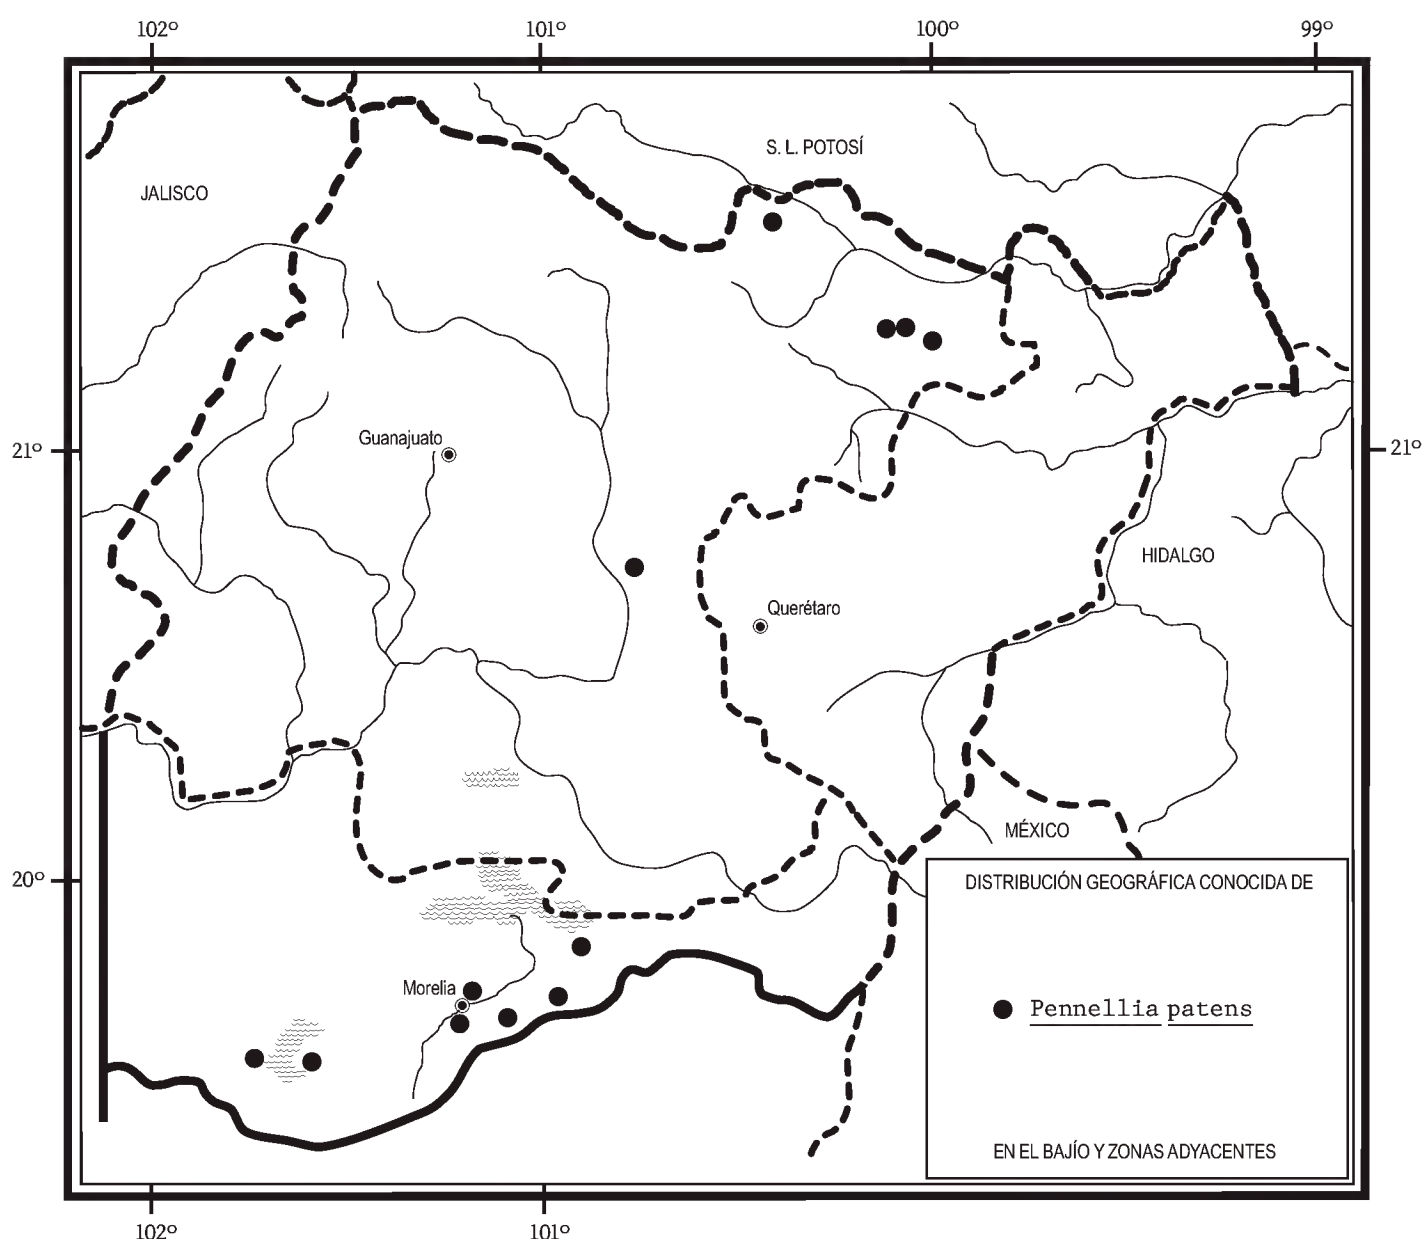 102º 101º 100º 99º
S. L. POTOSÍ
JALISCO
Guanajuato
21º 21º
HIDALGO
Querétaro
MÉXICO
20º
DISTRIBUCIÓN GEOGRÁFICA CONOCIDA DE
Morelia
Pennellia patens
EN EL BAJÍO Y ZONAS ADYACENTES
102º 101º